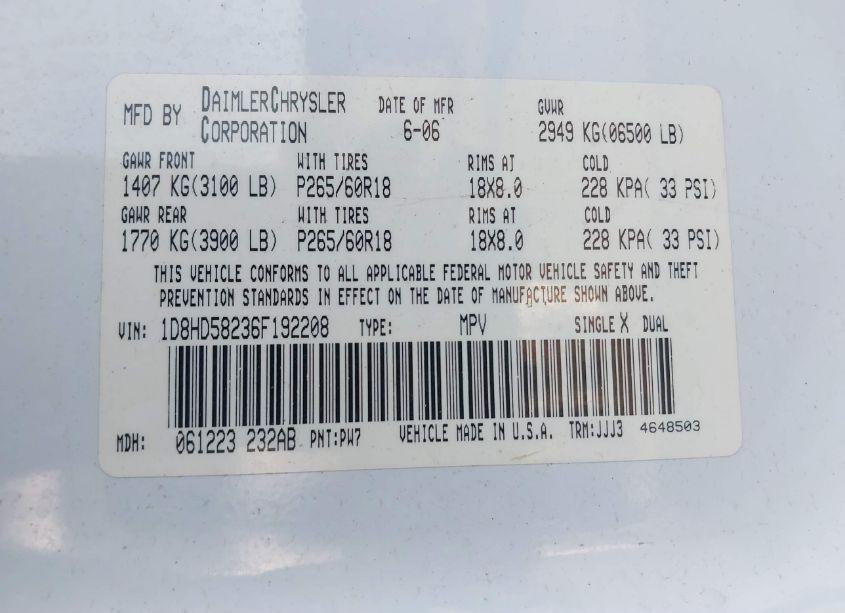 MFD BY DAIMLERCHRYSLER CORPORATION DATE OF MFR 6-06 GVWR 2949 KG(06500 LB)
GAWR FRONT WITH TIRES RIMS AT COLD
1407 KG(3100 LB) P265/60R18 18X8.0 228 KPA( 33 PSI)
GAWR REAR WITH TIRES RIMS AT COLD
1770 KG(3900 LB) P265/60R18 18X8.0 228 KPA( 33 PSI)
THIS VEHICLE CONFORMS TO ALL APPLICABLE FEDERAL MOTOR VEHICLE SAFETY AND THEFT
PREVENTION STANDARDS IN EFFECT ON THE DATE OF MANUFACTURE SHOWN ABOVE.
VIN: 1D8HD58236F192208 TYPE: MPV SINGLE X DUAL
MDH: 061223 232AB PNT:PW7 VEHICLE MADE IN U.S.A. TRM:JJJ3 4648503